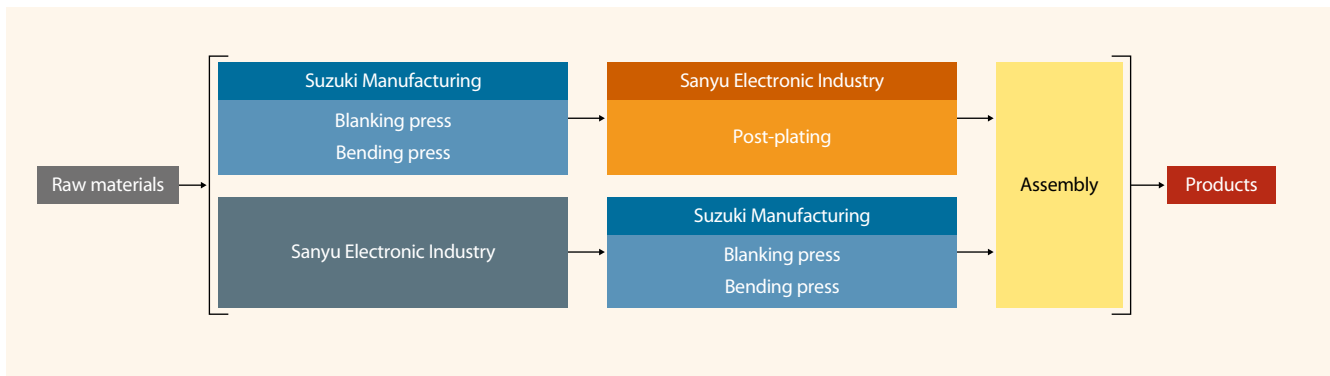 Raw materials
Suzuki Manufacturing
Blanking press
Bending press
Sanyu Electronic Industry
Post-plating
Sanyu Electronic Industry
Suzuki Manufacturing
Blanking press
Bending press
Assembly
Products